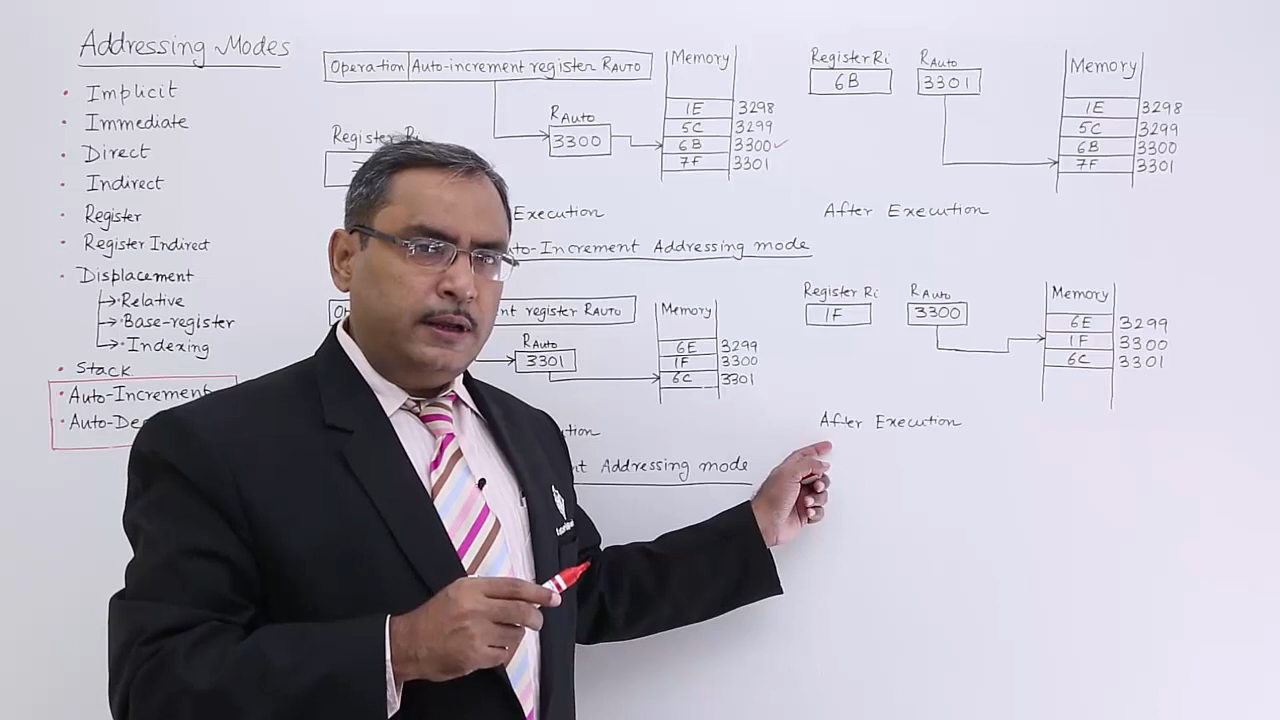 Addressing Modes
• Implicit
• Immediate
• Direct
• Indirect
• Register
• Register Indirect
• Displacement
→ • Relative
→ • Base-register
→ • Indexing
• Stack
• Auto-Increment
• Auto-
Operation Auto-increment register RAUTO
Register Ri
RAuto
3300
Memory
1E 3298
5C 3299
6B 3300 ✓
7F 3301
Execution
Auto-Increment Addressing mode
Register Ri
6B
RAuto
3301
Memory
1E 3298
5C 3299
6B 3300
7F 3301
After Execution
register RAUTO
RAuto
3301
Memory
6E 3299
1F 3300
6C 3301
Addressing mode
Register Ri
1F
RAuto
3300
Memory
6E 3299
1F 3300
6C 3301
After Execution